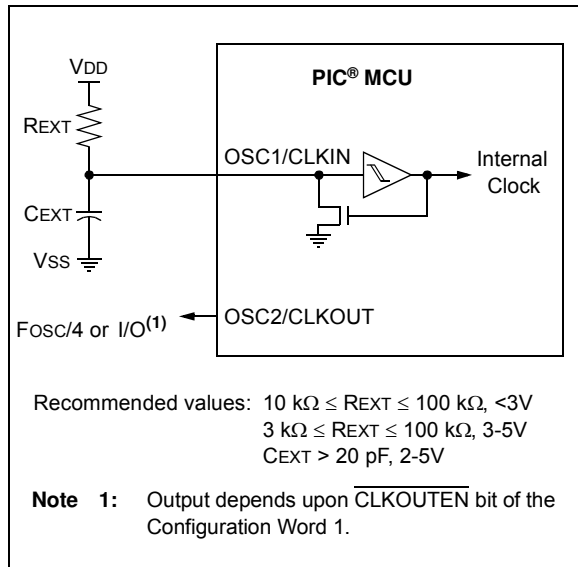 VDD
PIC® MCU
REXT
OSC1/CLKIN
Internal
Clock
CEXT
VSS
OSC2/CLKOUT
FOSC/4 or I/O(1)
Recommended values: 10 kΩ ≤ REXT ≤ 100 kΩ, <3V
3 kΩ ≤ REXT ≤ 100 kΩ, 3-5V
CEXT > 20 pF, 2-5V
Note 1: Output depends upon CLKOUTEN bit of the
Configuration Word 1.